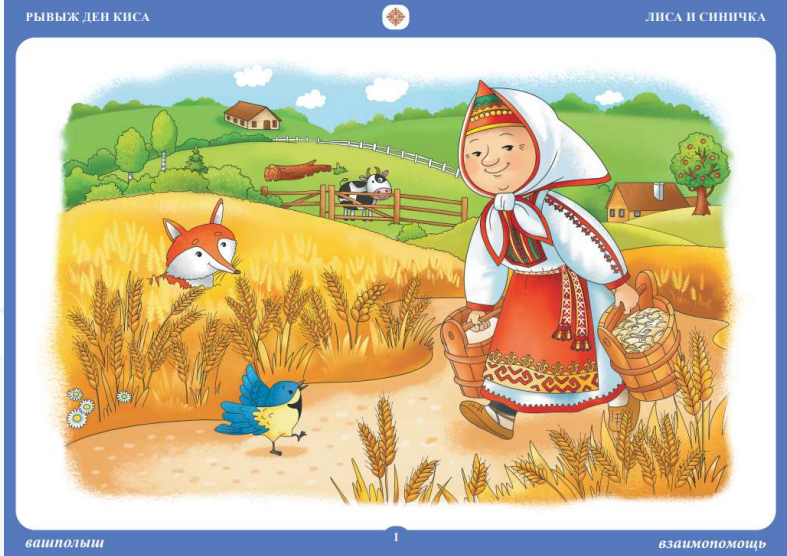 РЫВЫЖ ДЕН КИСА
ЛИСА И СИНИЧКА
вашполыш
1
взаимопомощь